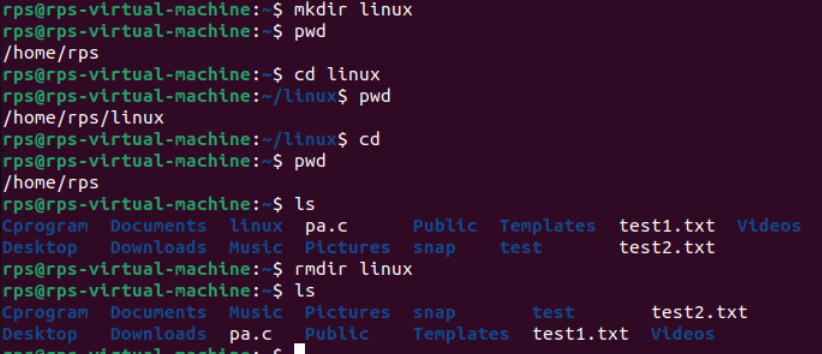 rps@rps-virtual-machine:~$ mkdir linux
rps@rps-virtual-machine:~$ pwd
/home/rps
rps@rps-virtual-machine:~$ cd linux
rps@rps-virtual-machine:~/linux$ pwd
/home/rps/linux
rps@rps-virtual-machine:~/linux$ cd
rps@rps-virtual-machine:~$ pwd
/home/rps
rps@rps-virtual-machine:~$ ls
Cprogram Documents linux pa.c Public Templates test1.txt Videos
Desktop Downloads Music Pictures snap test test2.txt
rps@rps-virtual-machine:~$ rmdir linux
rps@rps-virtual-machine:~$ ls
Cprogram Documents Music Pictures snap test test2.txt
Desktop Downloads pa.c Public Templates test1.txt Videos
rps@rps-virtual-machine:~$